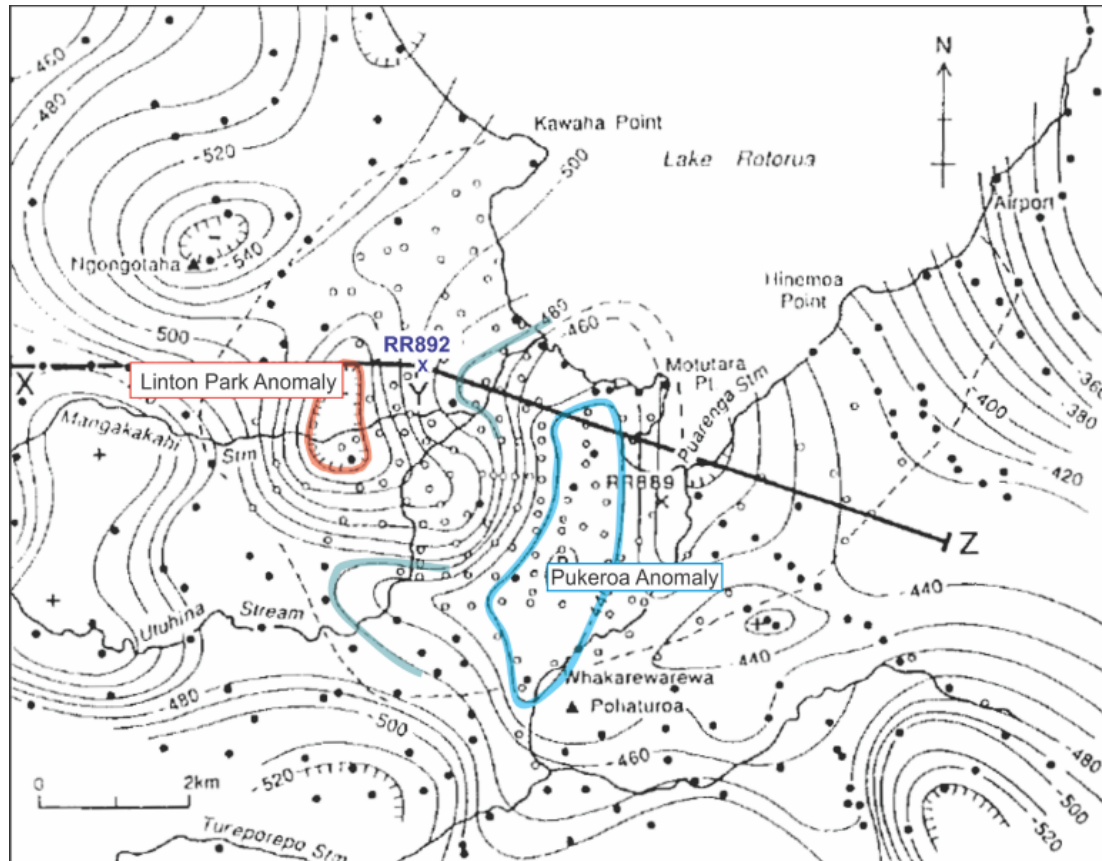 -460
-480
-520
-540
Ngongotaha
500
N
Kawaha Point
Lake Rotorua
500
Airport
Hinemoa
Point
480
-460
Motutara
Pt
Puarenga Stm
RR892
X
Y
X
Linton Park Anomaly
Mangakakahi
Stm
RR889
X
Z
-360
-380
-400
420
-440
440
Pukeroa Anomaly
Utuhina
Stream
Whakarewarewa
Pohaturoa
-480
-500
-520
-460
-480
-500
-520
0
2km
Tureporepo Stm